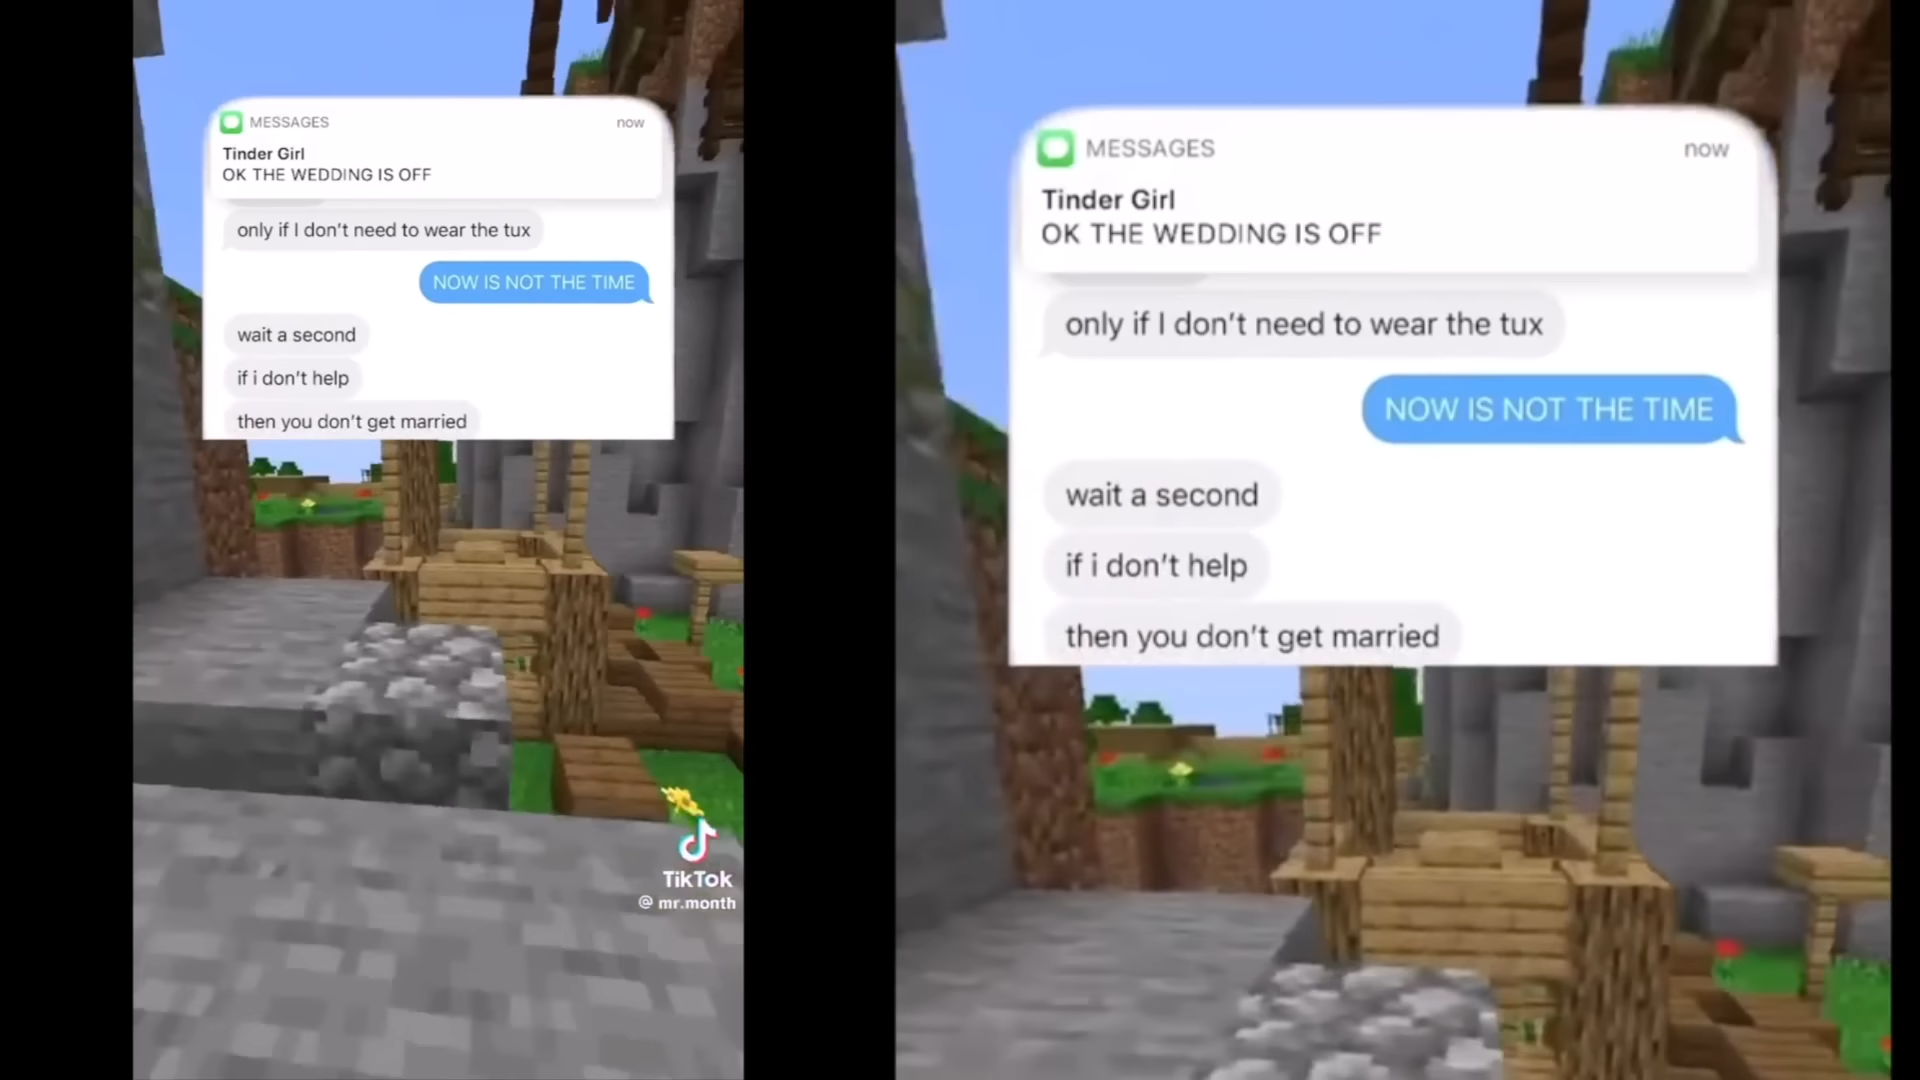 MESSAGES
now
Tinder Girl
OK THE WEDDING IS OFF
only if I don't need to wear the tux
NOW IS NOT THE TIME
wait a second
if i don't help
then you don't get married
TikTok
@ mr.month
MESSAGES
now
Tinder Girl
OK THE WEDDING IS OFF
only if I don't need to wear the tux
NOW IS NOT THE TIME
wait a second
if i don't help
then you don't get married